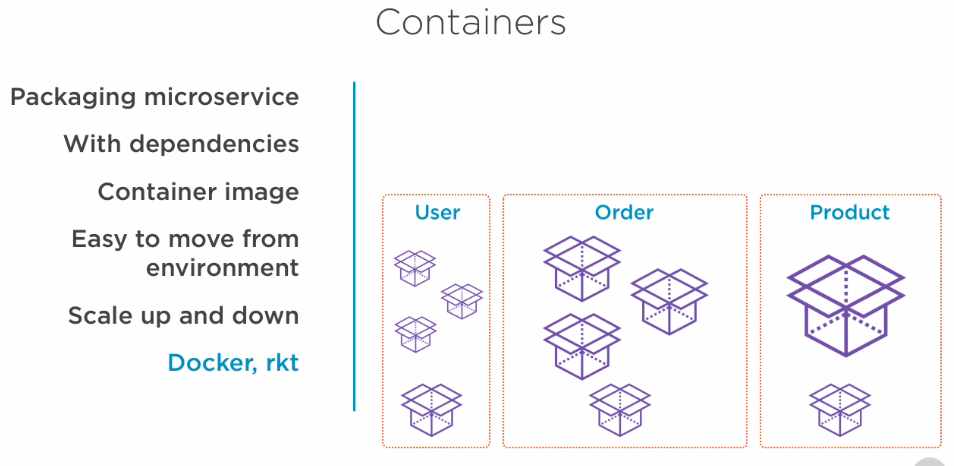 Containers
Packaging microservice
With dependencies
Container image
Easy to move from
environment
Scale up and down
Docker, rkt
User
Order
Product